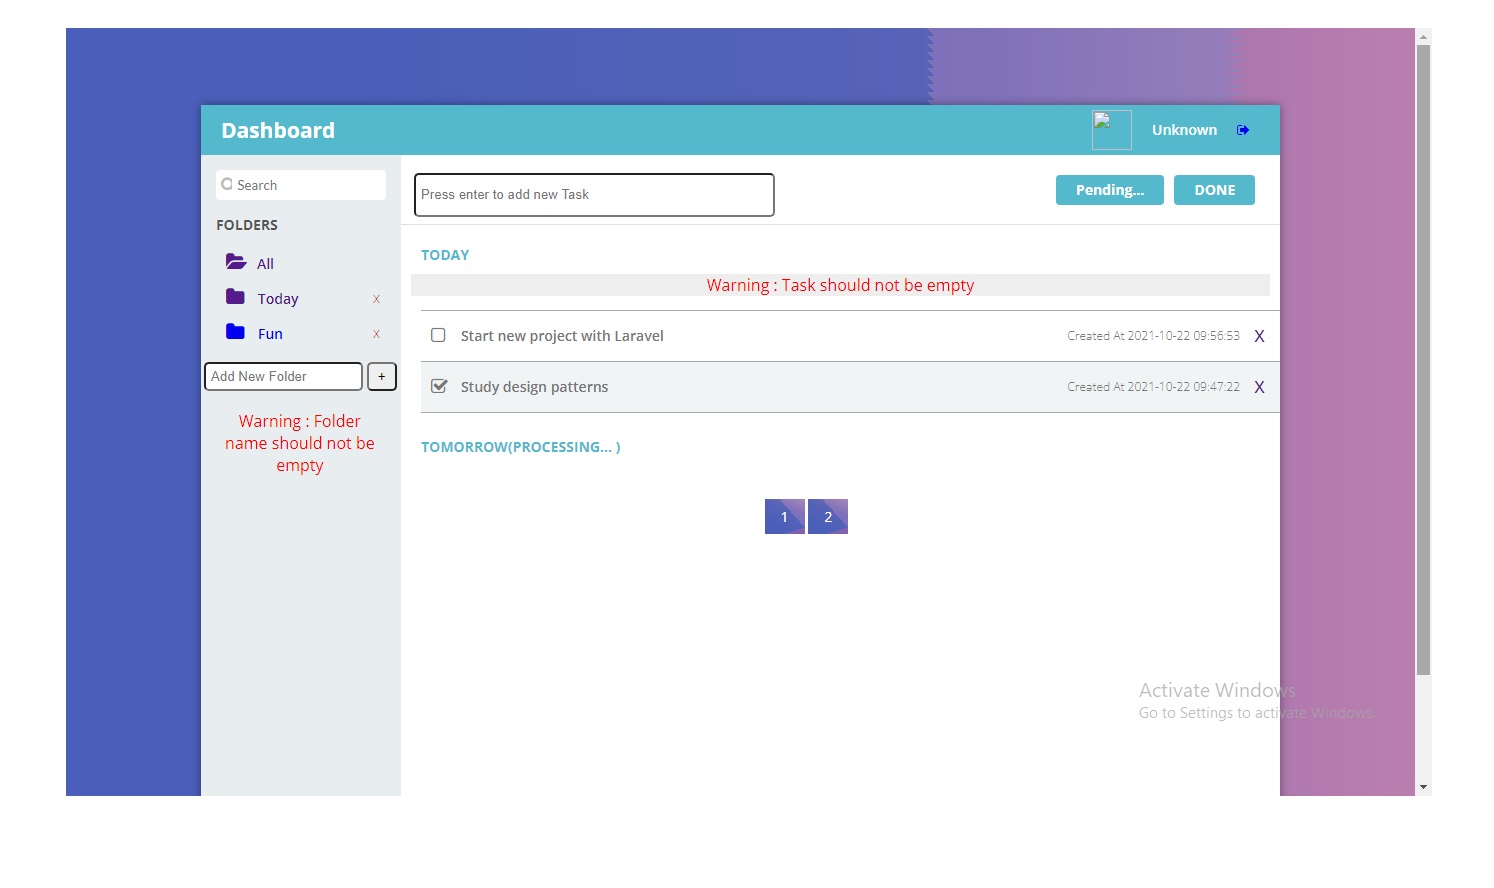 Dashboard
Unknown
Search
FOLDERS
All
Today X
Fun X
Add New Folder +
Warning : Folder
name should not be
empty
Press enter to add new Task
Pending... DONE
TODAY
Warning : Task should not be empty
Start new project with Laravel Created At 2021-10-22 09:56:53 X
Study design patterns Created At 2021-10-22 09:47:22 X
TOMORROW(PROCESSING... )
1 2
Activate Windows
Go to Settings to activate Windows.